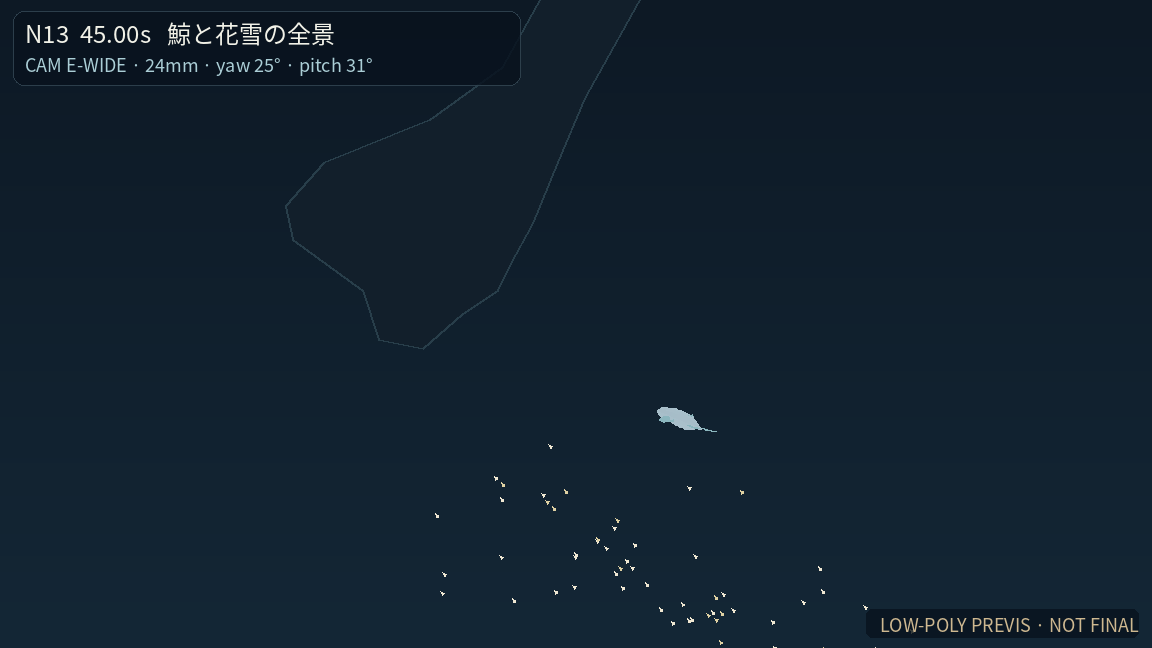 N13 45.00s 鯨と花雪の全景
CAM E-WIDE · 24mm · yaw 25° · pitch 31°
LOW-POLY PREVIS · NOT FINAL